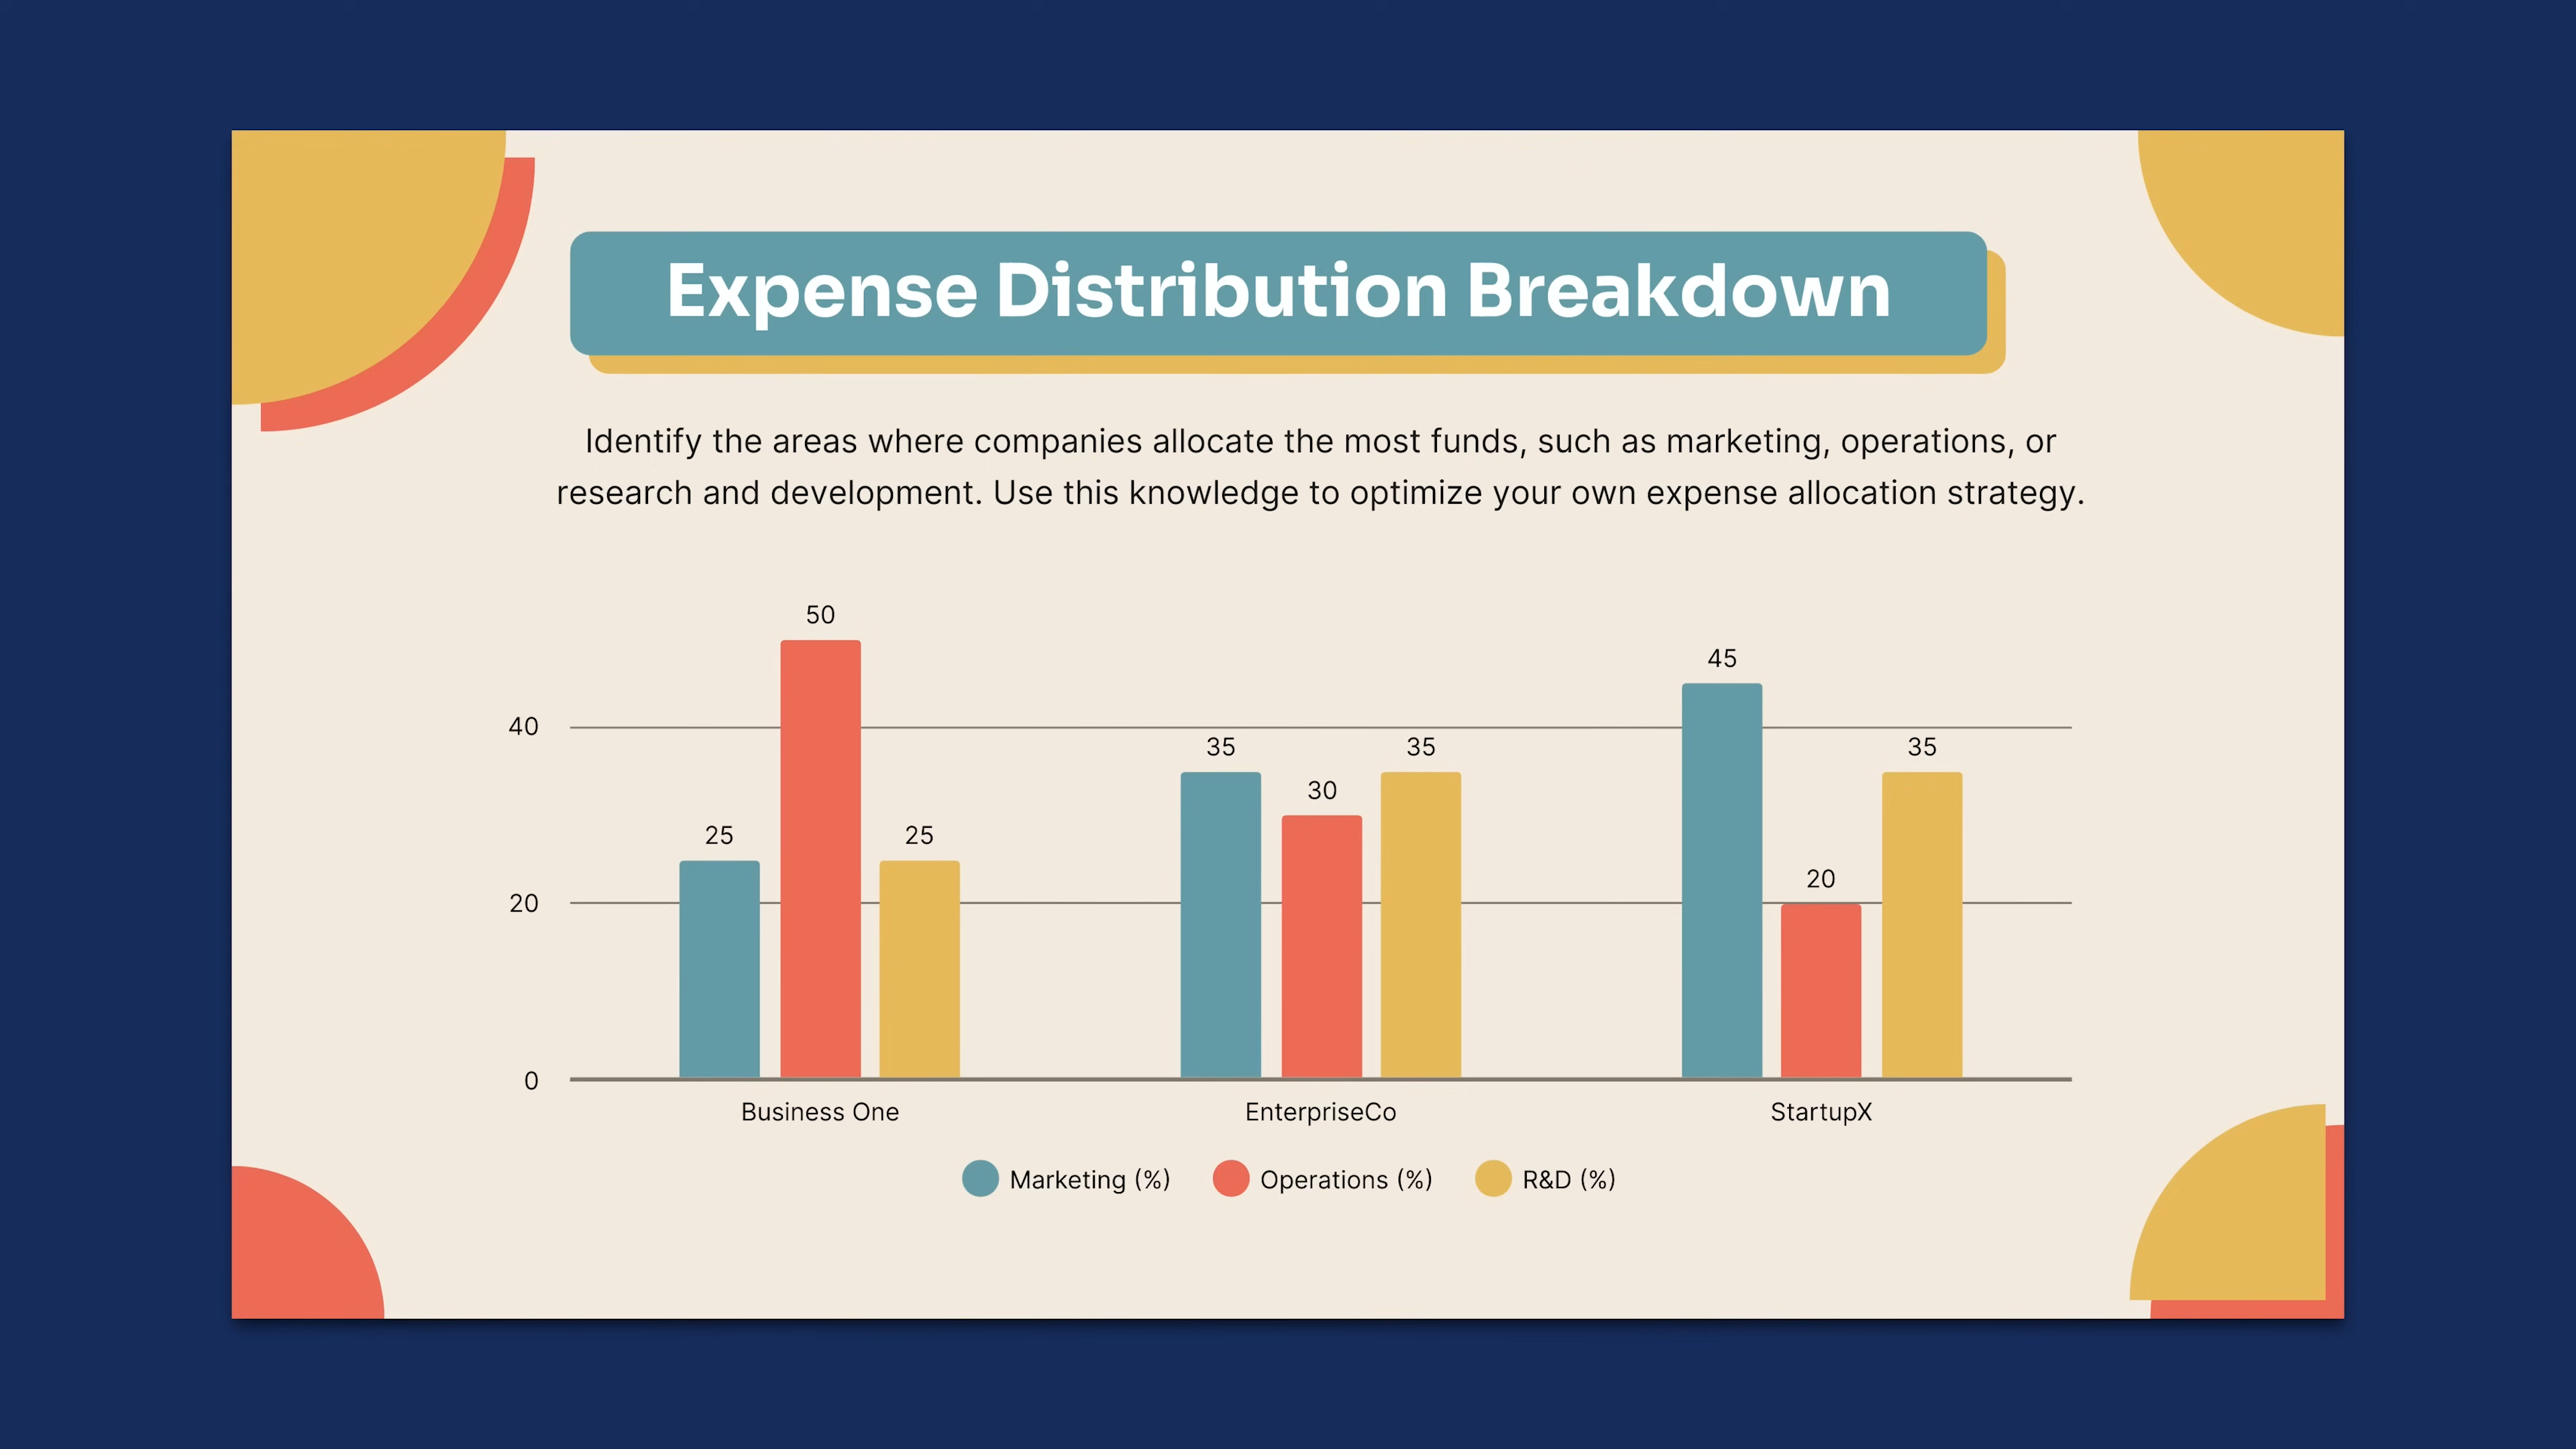 Expense Distribution Breakdown
Identify the areas where companies allocate the most funds, such as marketing, operations, or
research and development. Use this knowledge to optimize your own expense allocation strategy.
50
45
40
35
35
35
30
25
25
20
20
0
Business One
EnterpriseCo
StartupX
Marketing (%)
Operations (%)
R&D (%)